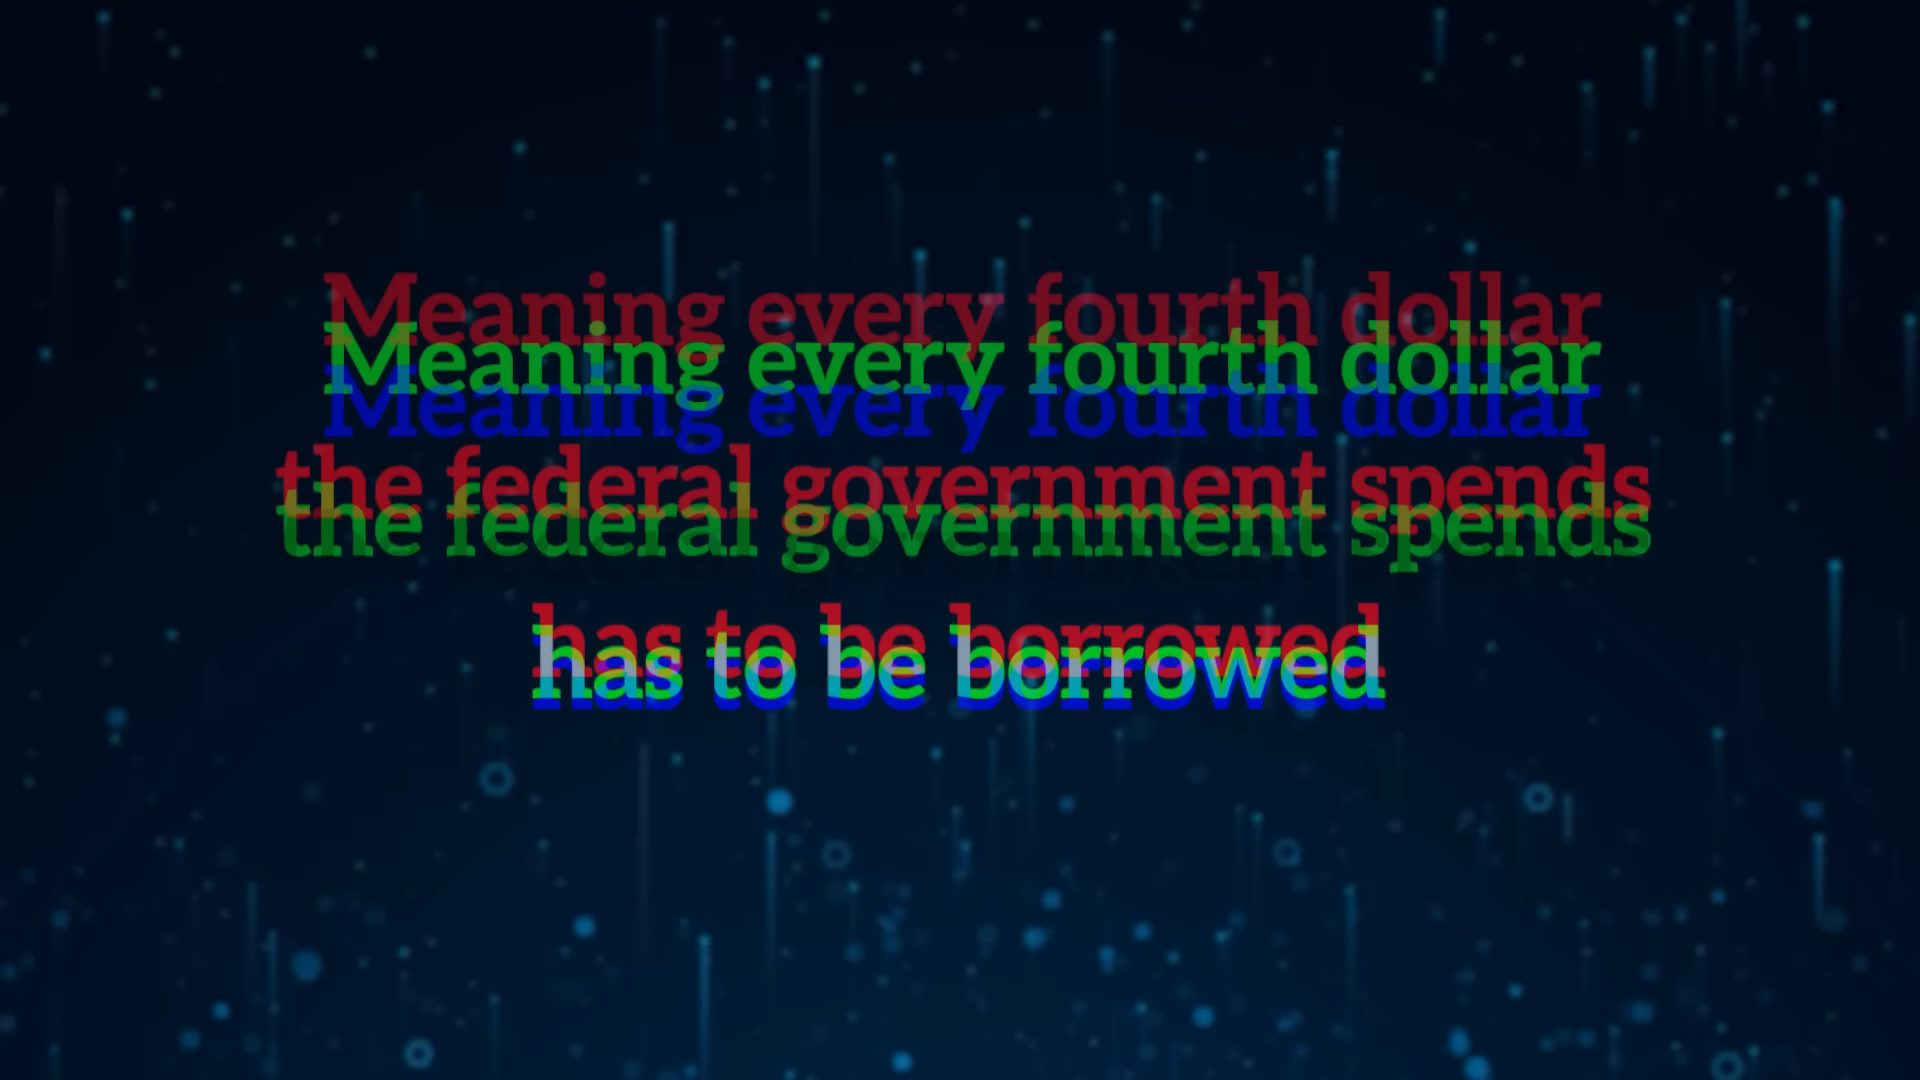 Meaning every fourth dollar
the federal government spends
has to be borrowed